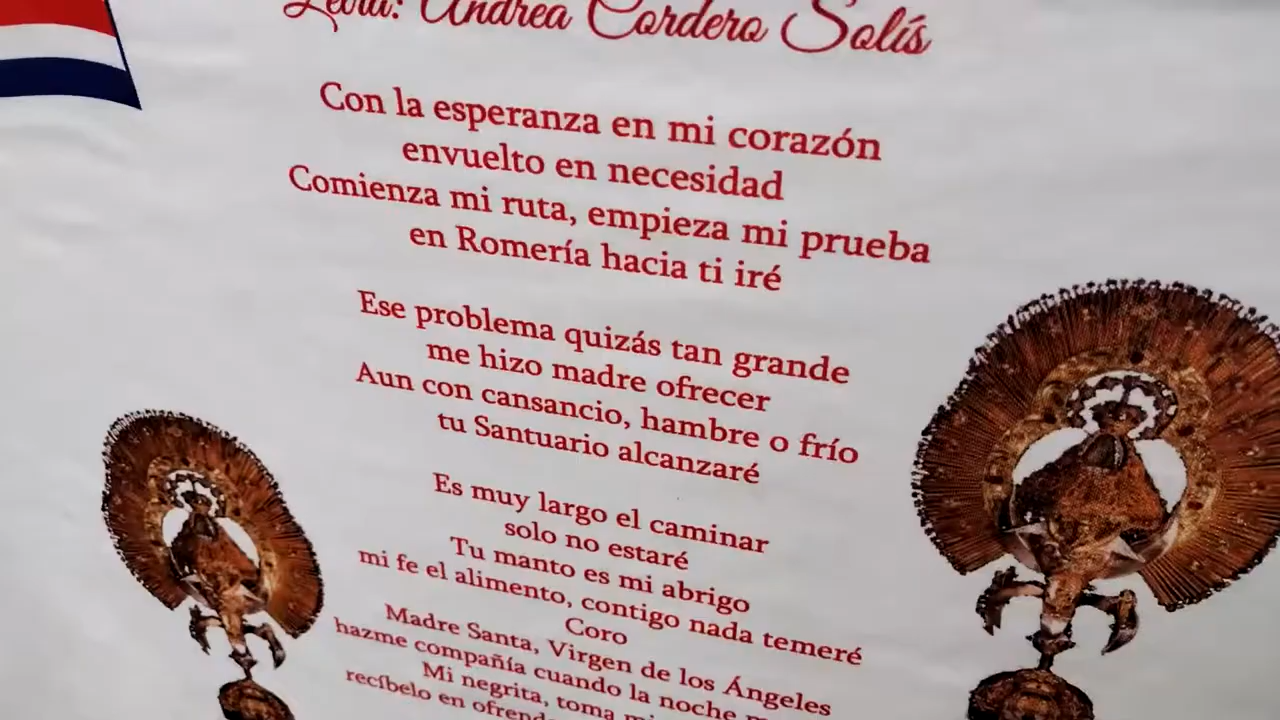 Letra: Andrea Cordero Solís
Con la esperanza en mi corazón
envuelto en necesidad
Comienza mi ruta, empieza mi prueba
en Romería hacia ti iré
Ese problema quizás tan grande
me hizo madre ofrecer
Aun con cansancio, hambre o frío
tu Santuario alcanzaré
Es muy largo el caminar
solo no estaré
Tu manto es mi abrigo
mi fe el alimento, contigo nada temeré
Coro
Madre Santa, Virgen de los Ángeles
hazme compañía cuando la noche
Mi negrita, toma
recíbelo en